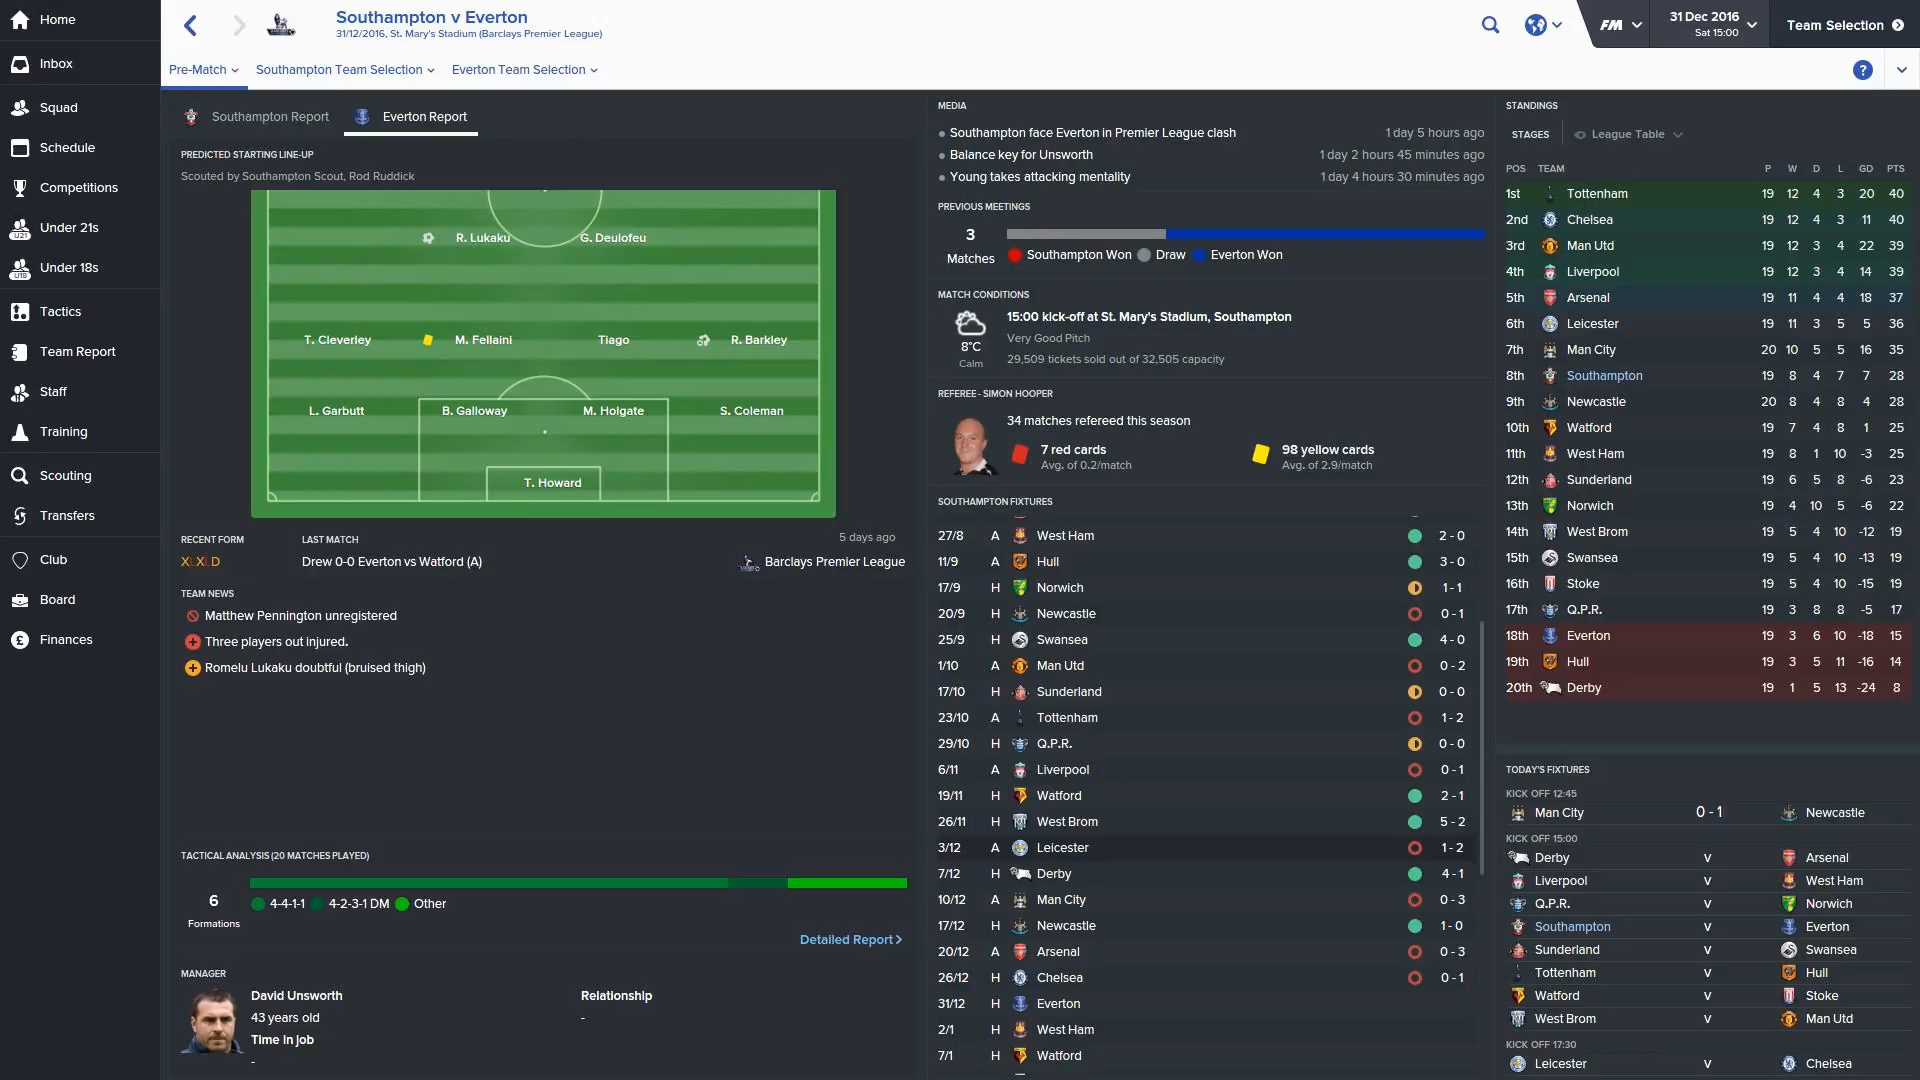 Home
Inbox
Squad
Schedule
Competitions
Under 21s
Under 18s
Tactics
Team Report
Staff
Training
Scouting
Transfers
Club
Board
Finances
Southampton v Everton
31/12/2016, St. Mary's Stadium (Barclays Premier League)
FM
31 Dec 2016
Sat 15:00
Team Selection
Pre-Match
Southampton Team Selection
Everton Team Selection
?
Southampton Report
Everton Report
PREDICTED STARTING LINE-UP
Scouted by Southampton Scout, Rod Ruddick
R. Lukaku G. Deulofeu
T. Cleverley M. Fellaini Tiago R. Barkley
L. Garbutt B. Galloway M. Holgate S. Coleman
T. Howard
RECENT FORM
XLXLD
LAST MATCH
5 days ago
Drew 0-0 Everton vs Watford (A)
Barclays Premier League
TEAM NEWS
Matthew Pennington unregistered
Three players out injured.
Romelu Lukaku doubtful (bruised thigh)
TACTICAL ANALYSIS (20 MATCHES PLAYED)
6
Formations
4-4-1-1 4-2-3-1 DM Other
Detailed Report >
MANAGER
David Unsworth
43 years old
Time in job
-
Relationship
-
MEDIA
Southampton face Everton in Premier League clash 1 day 5 hours ago
Balance key for Unsworth 1 day 2 hours 45 minutes ago
Young takes attacking mentality 1 day 4 hours 30 minutes ago
PREVIOUS MEETINGS
3
Matches
Southampton Won Draw Everton Won
MATCH CONDITIONS
8°C
Calm
15:00 kick-off at St. Mary's Stadium, Southampton
Very Good Pitch
29,509 tickets sold out of 32,505 capacity
REFEREE - SIMON HOOPER
34 matches refereed this season
7 red cards
Avg. of 0.2/match
98 yellow cards
Avg. of 2.9/match
SOUTHAMPTON FIXTURES
27/8 A West Ham 2 - 0
11/9 A Hull 3 - 0
17/9 H Norwich 1 - 1
20/9 H Newcastle 0 - 1
25/9 H Swansea 4 - 0
1/10 A Man Utd 0 - 2
17/10 H Sunderland 0 - 0
23/10 A Tottenham 1 - 2
29/10 H Q.P.R. 0 - 0
6/11 A Liverpool 0 - 1
19/11 H Watford 2 - 1
26/11 H West Brom 5 - 2
3/12 A Leicester 1 - 2
7/12 H Derby 4 - 1
10/12 A Man City 0 - 3
17/12 H Newcastle 1 - 0
20/12 A Arsenal 0 - 3
26/12 H Chelsea 0 - 1
31/12 H Everton
2/1 H West Ham
7/1 H Watford
STANDINGS
STAGES League Table
POS TEAM P W D L GD PTS
1st Tottenham 19 12 4 3 20 40
2nd Chelsea 19 12 4 3 11 40
3rd Man Utd 19 12 3 4 22 39
4th Liverpool 19 12 3 4 14 39
5th Arsenal 19 11 4 4 18 37
6th Leicester 19 11 3 5 5 36
7th Man City 20 10 5 5 16 35
8th Southampton 19 8 4 7 7 28
9th Newcastle 20 8 4 8 4 28
10th Watford 19 7 4 8 1 25
11th West Ham 19 8 1 10 -3 25
12th Sunderland 19 6 5 8 -6 23
13th Norwich 19 4 10 5 -6 22
14th West Brom 19 5 4 10 -12 19
15th Swansea 19 5 4 10 -13 19
16th Stoke 19 5 4 10 -15 19
17th Q.P.R. 19 3 8 8 -5 17
18th Everton 19 3 6 10 -18 15
19th Hull 19 3 5 11 -16 14
20th Derby 19 1 5 13 -24 8
TODAY'S FIXTURES
KICK OFF 12:45
Man City 0 - 1 Newcastle
KICK OFF 15:00
Derby v Arsenal
Liverpool v West Ham
Q.P.R. v Norwich
Southampton v Everton
Sunderland v Swansea
Tottenham v Hull
Watford v Stoke
West Brom v Man Utd
KICK OFF 17:30
Leicester v Chelsea